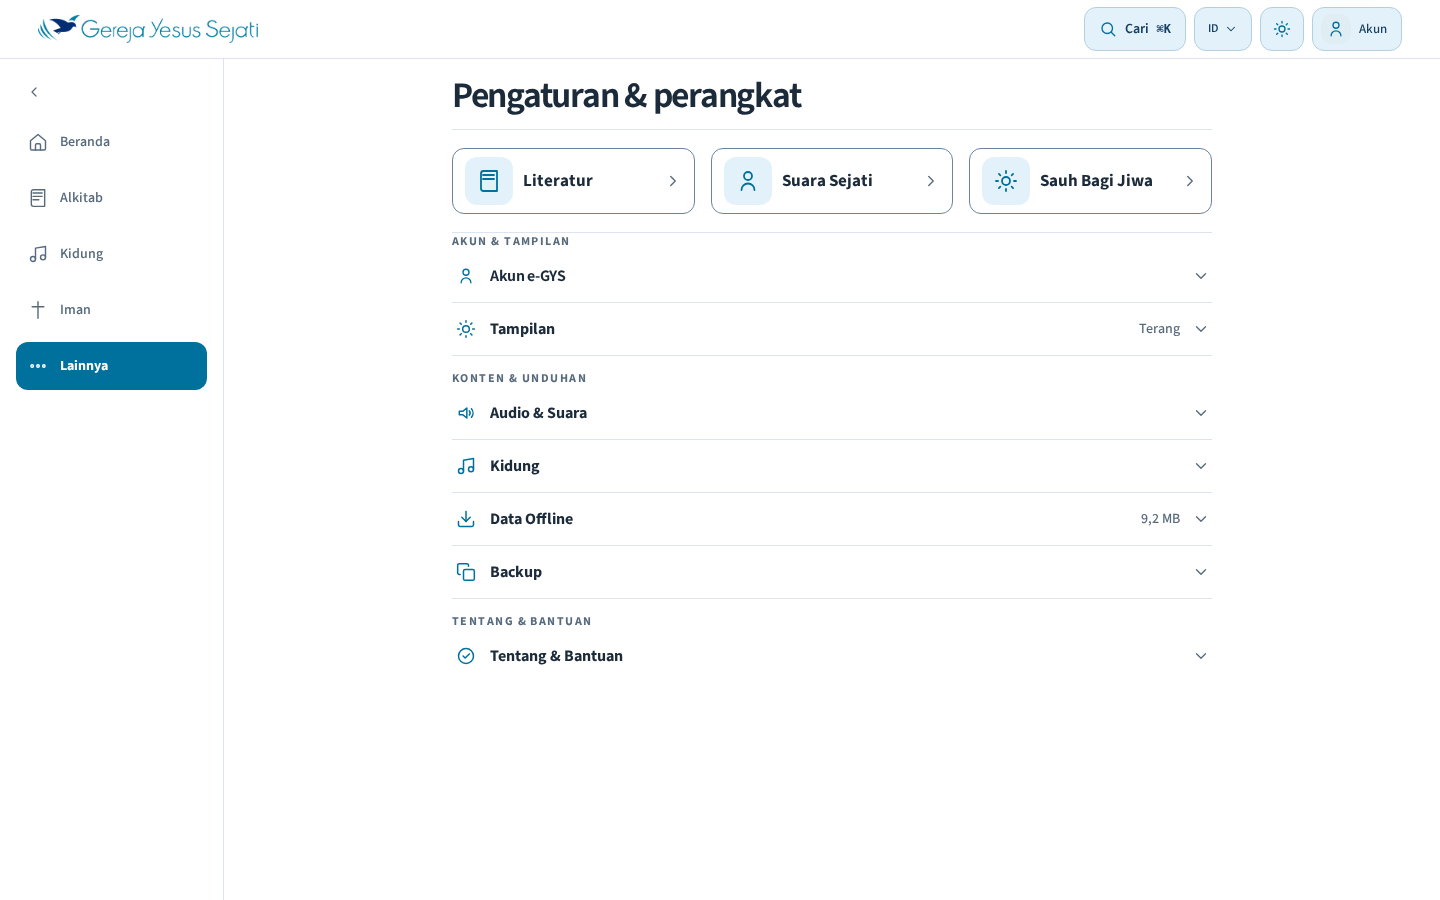 Gereja Yesus Sejati
Cari ⌘K
ID
Akun
Beranda
Alkitab
Kidung
Iman
Lainnya
Pengaturan & perangkat
Literatur
Suara Sejati
Sauh Bagi Jiwa
AKUN & TAMPILAN
Akun e-GYS
Tampilan Terang
KONTEN & UNDUHAN
Audio & Suara
Kidung
Data Offline 9,2 MB
Backup
TENTANG & BANTUAN
Tentang & Bantuan